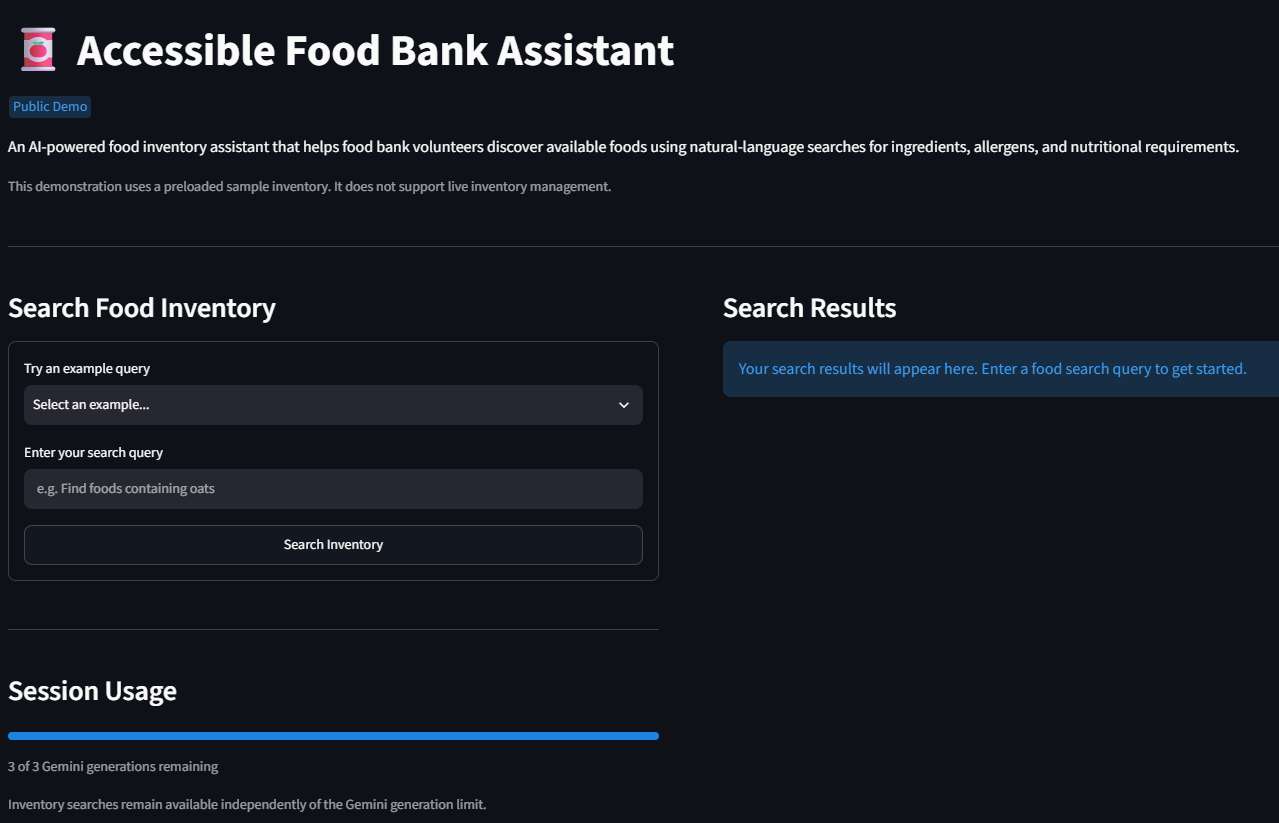 Accessible Food Bank Assistant
Public Demo
An AI-powered food inventory assistant that helps food bank volunteers discover available foods using natural-language searches for ingredients, allergens, and nutritional requirements.
This demonstration uses a preloaded sample inventory. It does not support live inventory management.
Search Food Inventory
Try an example query
Select an example...
Enter your search query
e.g. Find foods containing oats
Search Inventory
Search Results
Your search results will appear here. Enter a food search query to get started.
Session Usage
3 of 3 Gemini generations remaining
Inventory searches remain available independently of the Gemini generation limit.